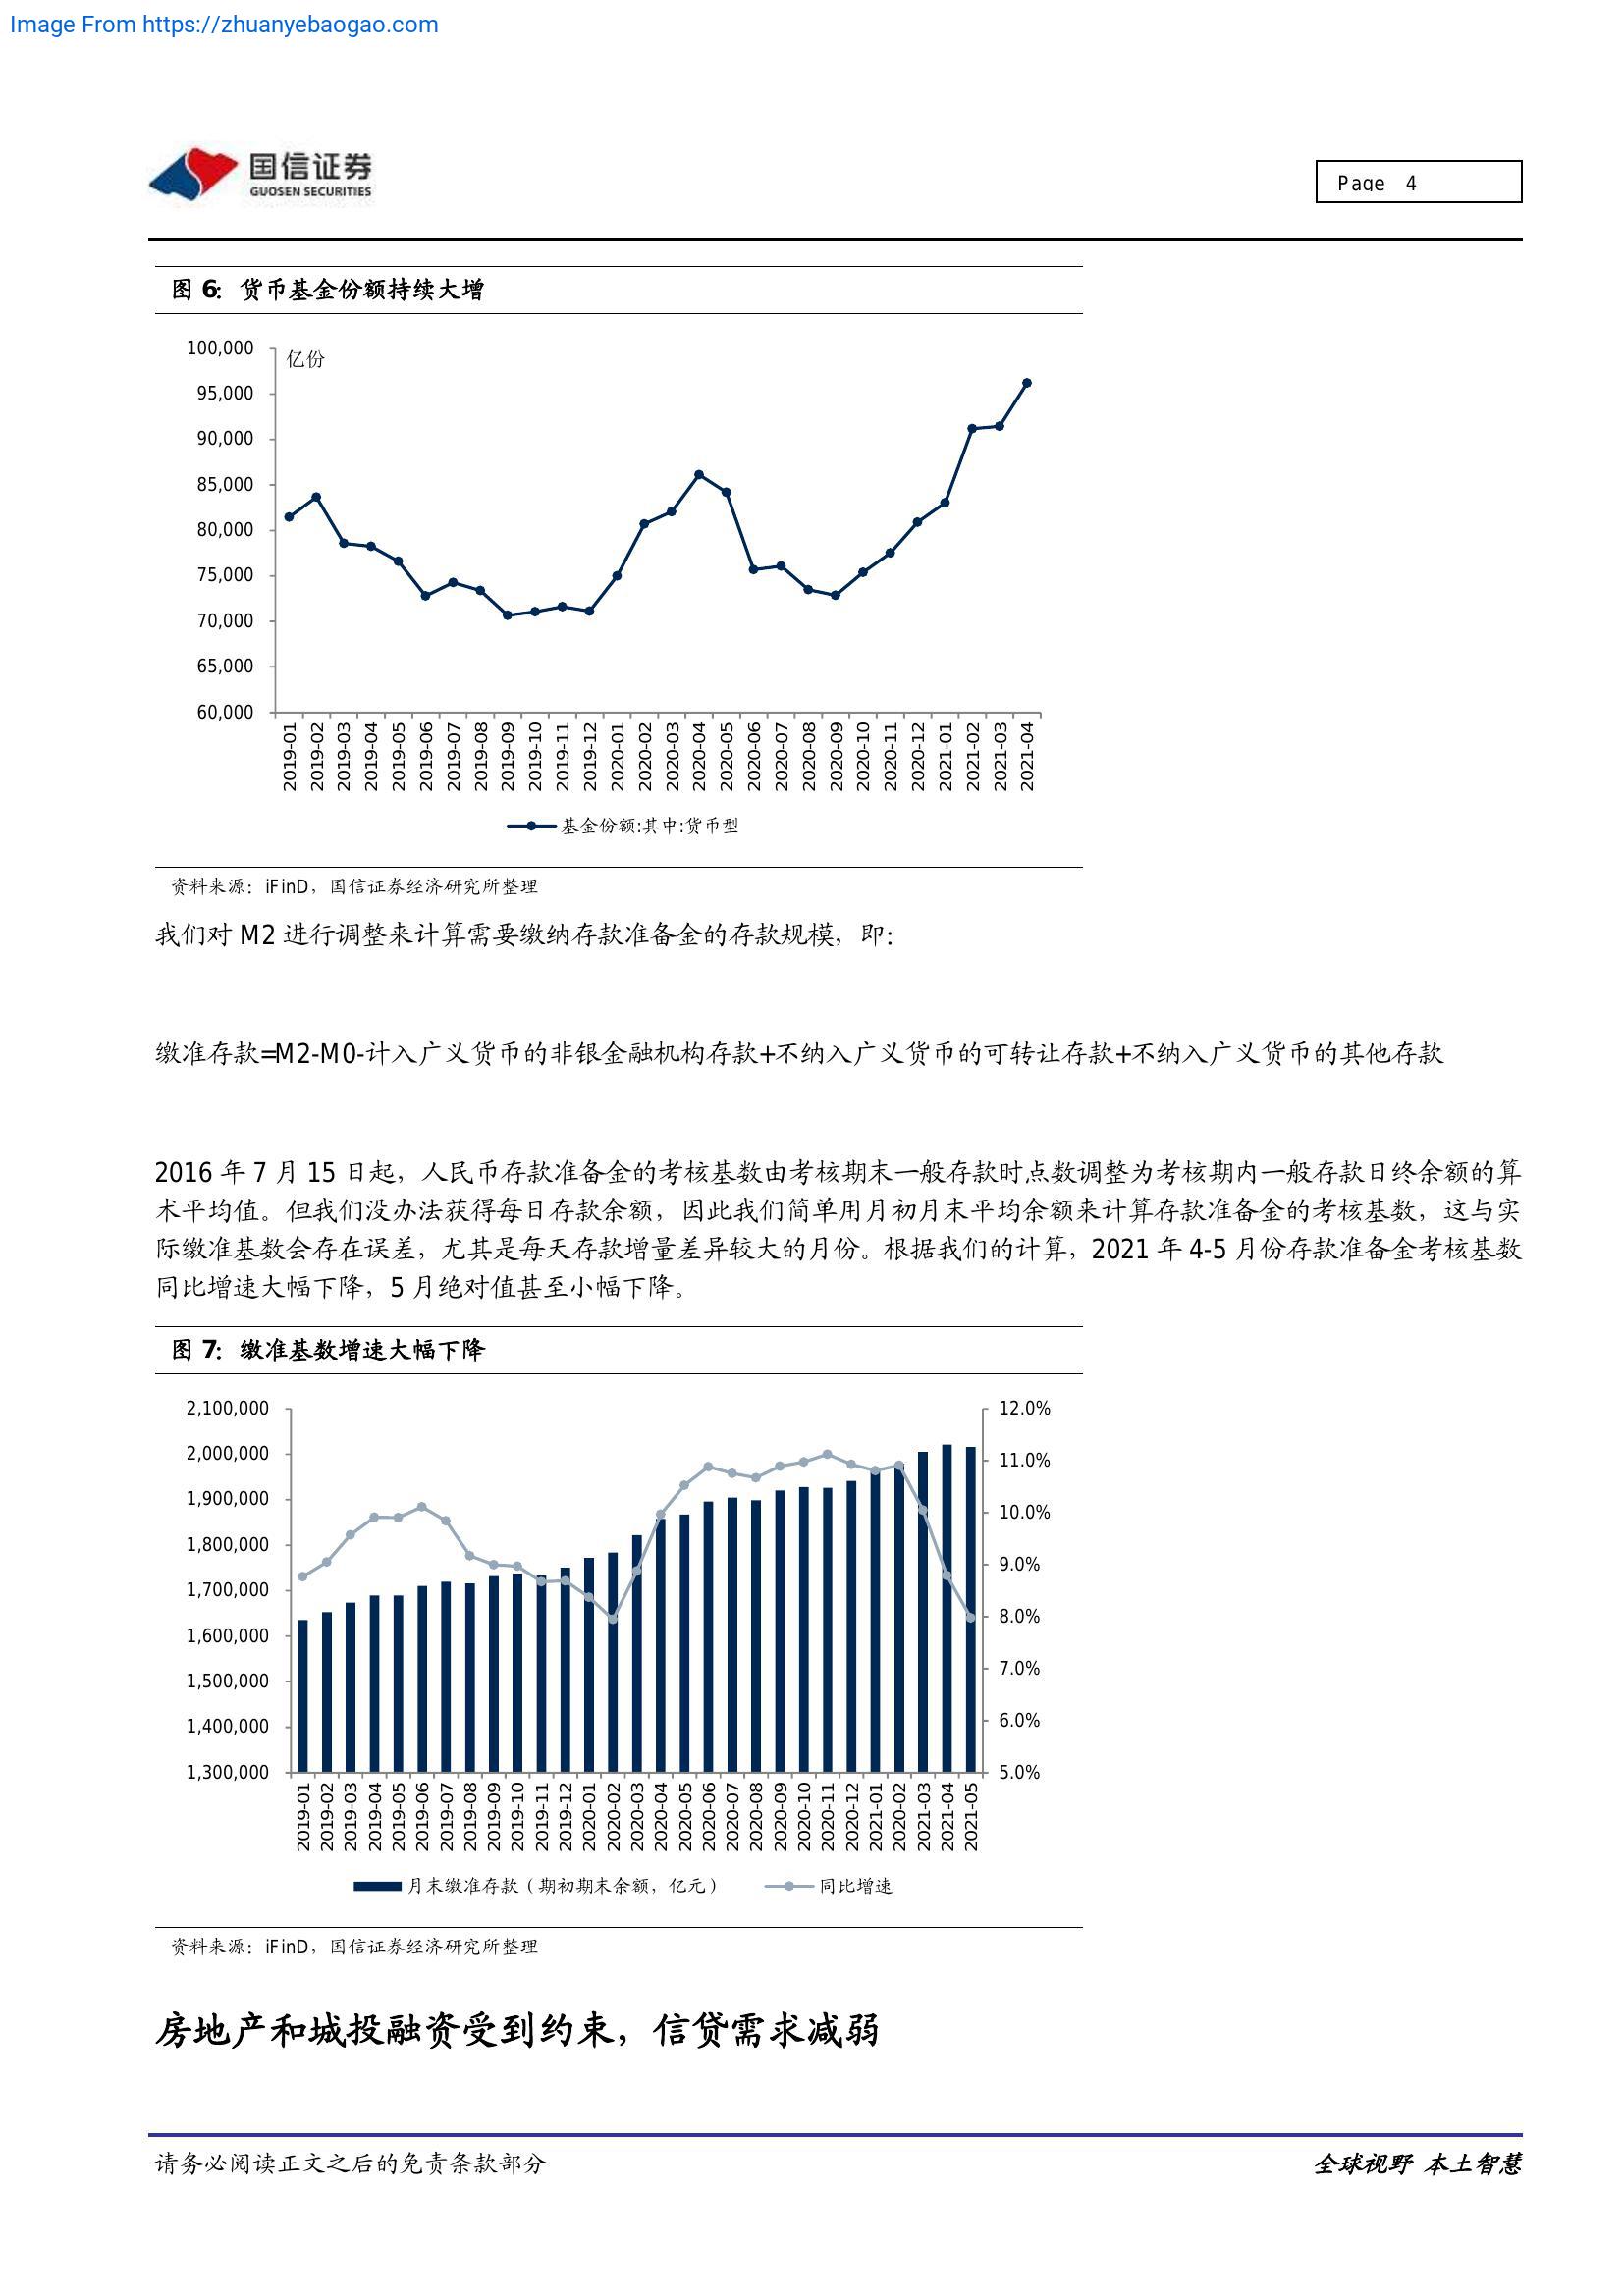 Image From https://zhuanyebaogao.com
国信证券
GUOSEN SECURITIES
Page 4
图 6: 货币基金份额持续大增
亿份
100,000
95,000
90,000
85,000
80,000
75,000
70,000
65,000
60,000
2019-01 2019-02 2019-03 2019-04 2019-05 2019-06 2019-07 2019-08 2019-09 2019-10 2019-11 2019-12 2020-01 2020-02 2020-03 2020-04 2020-05 2020-06 2020-07 2020-08 2020-09 2020-10 2020-11 2020-12 2021-01 2021-02 2021-03 2021-04
基金份额:其中:货币型
资料来源：iFinD，国信证券经济研究所整理
我们对 M2 进行调整来计算需要缴纳存款准备金的存款规模，即：
缴准存款=M2-M0-计入广义货币的非银金融机构存款+不纳入广义货币的可转让存款+不纳入广义货币的其他存款
2016 年 7 月 15 日起，人民币存款准备金的考核基数由考核期末一般存款时点数调整为考核期内一般存款日终余额的算
术平均值。但我们没办法获得每日存款余额，因此我们简单用月初月末平均余额来计算存款准备金的考核基数，这与实
际缴准基数会存在误差，尤其是每天存款增量差异较大的月份。根据我们的计算，2021 年 4-5 月份存款准备金考核基数
同比增速大幅下降，5 月绝对值甚至小幅下降。
图 7: 缴准基数增速大幅下降
2,100,000
2,000,000
1,900,000
1,800,000
1,700,000
1,600,000
1,500,000
1,400,000
1,300,000
12.0%
11.0%
10.0%
9.0%
8.0%
7.0%
6.0%
5.0%
2019-01 2019-02 2019-03 2019-04 2019-05 2019-06 2019-07 2019-08 2019-09 2019-10 2019-11 2019-12 2020-01 2020-02 2020-03 2020-04 2020-05 2020-06 2020-07 2020-08 2020-09 2020-10 2020-11 2020-12 2021-01 2020-02 2021-03 2021-04 2021-05
月末缴准存款（期初期末余额，亿元） 同比增速
资料来源：iFinD，国信证券经济研究所整理
房地产和城投融资受到约束，信贷需求减弱
请务必阅读正文之后的免责条款部分 全球视野 本土智慧